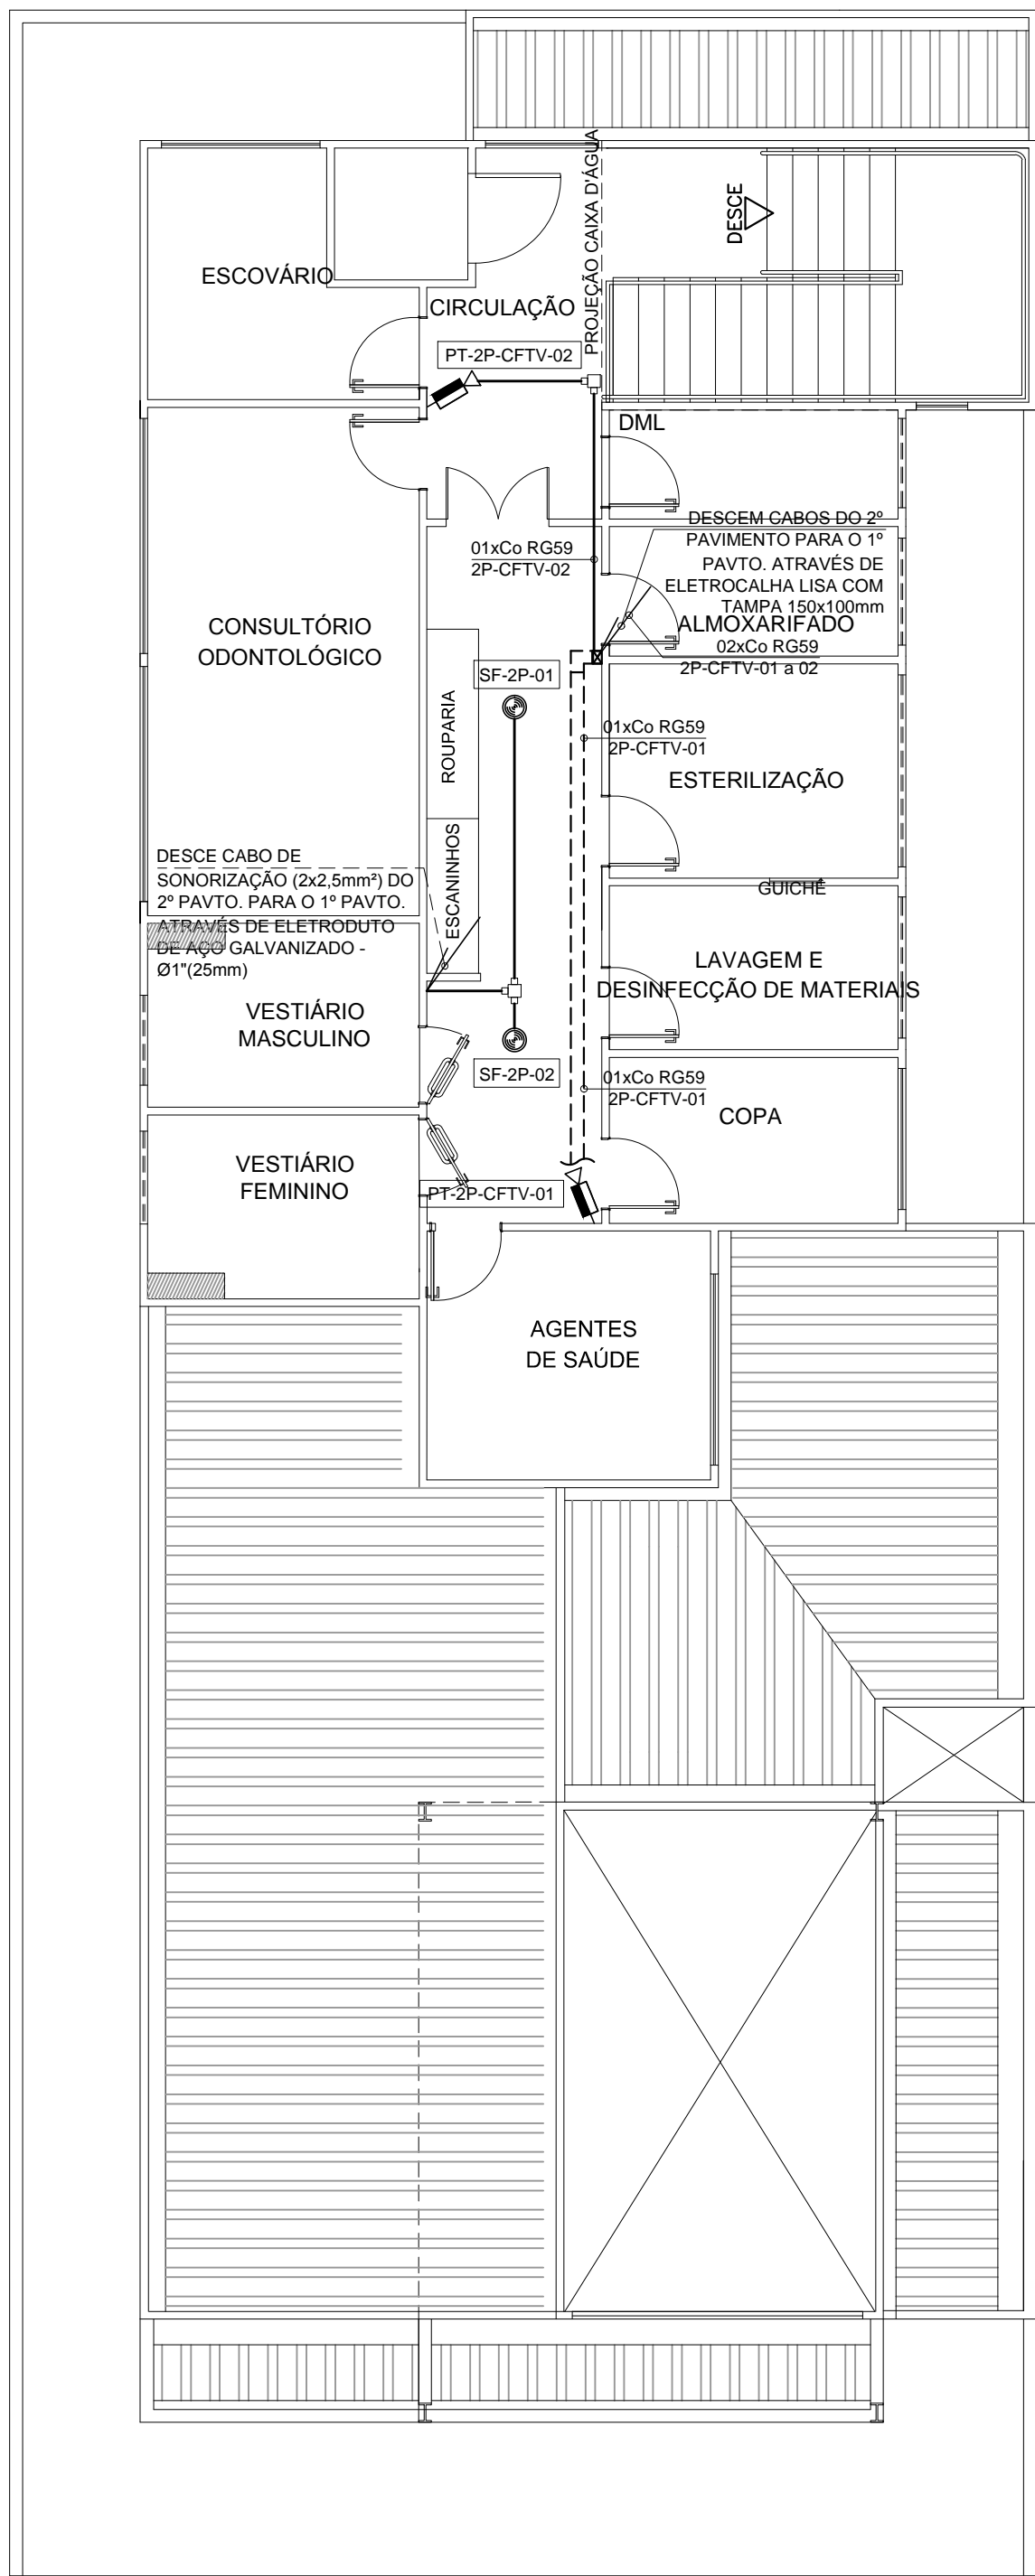 PROJEÇÃO CAIXA D'ÁGUA
DESCE
ESCOVÁRIO
CIRCULAÇÃO
PT-2P-CFTV-02
DML
DESCEM CABOS DO 2º
PAVIMENTO PARA O 1º
PAVTO. ATRAVÉS DE
ELETROCALHA LISA COM
TAMPA 150x100mm
01xCo RG59
2P-CFTV-02
ALMOXARIFADO
02xCo RG59
2P-CFTV-01 a 02
CONSULTÓRIO
ODONTOLÓGICO
SF-2P-01
ROUPARIA
01xCo RG59
2P-CFTV-01
ESTERILIZAÇÃO
ESCANINHOS
DESCE CABO DE
SONORIZAÇÃO (2x2,5mm²) DO
2º PAVTO. PARA O 1º PAVTO.
ATRAVÉS DE ELETRODUTO
DE AÇO GALVANIZADO -
Ø1"(25mm)
GUICHÊ
LAVAGEM E
DESINFECÇÃO DE MATERIAIS
VESTIÁRIO
MASCULINO
SF-2P-02
01xCo RG59
2P-CFTV-01
COPA
VESTIÁRIO
FEMININO
PT-2P-CFTV-01
AGENTES
DE SAÚDE